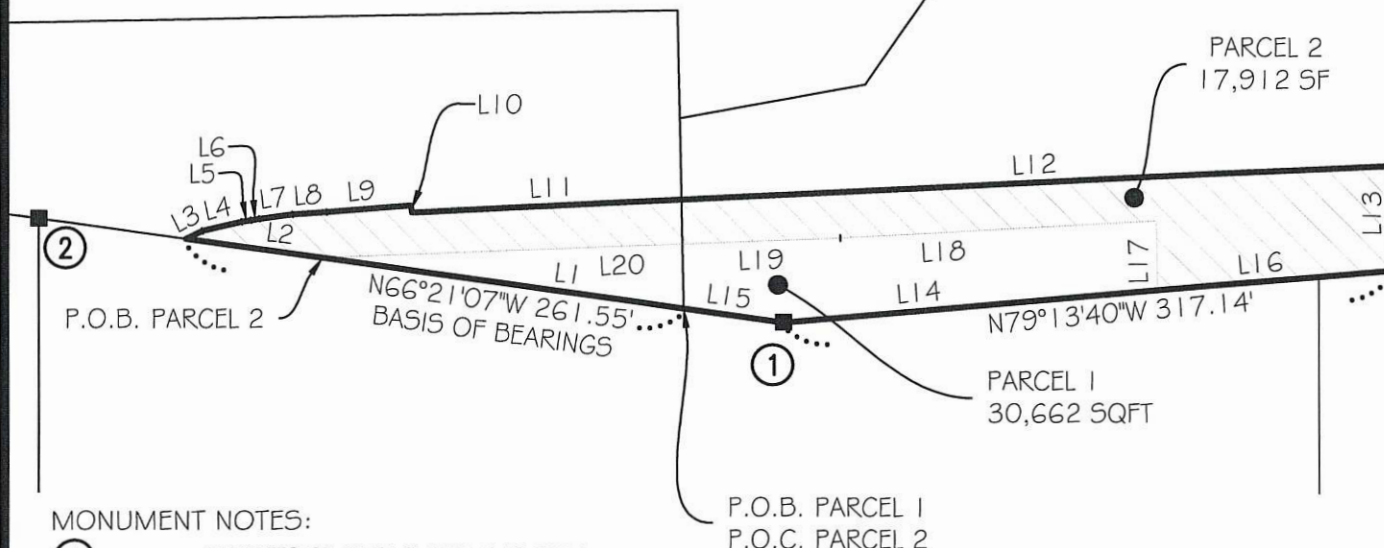 PARCEL 2
17,912 SF
L10
L6
L5
L7
L8
L9
L11
L12
L3
L4
L2
L13
2
L1
L20
L19
L18
L17
L16
P.O.B. PARCEL 2
N66°21'07"W 261.55'
BASIS OF BEARINGS
L15
L14
N79°13'40"W 317.14'
1
PARCEL 1
30,662 SQFT
P.O.B. PARCEL 1
P.O.C. PARCEL 2
MONUMENT NOTES: